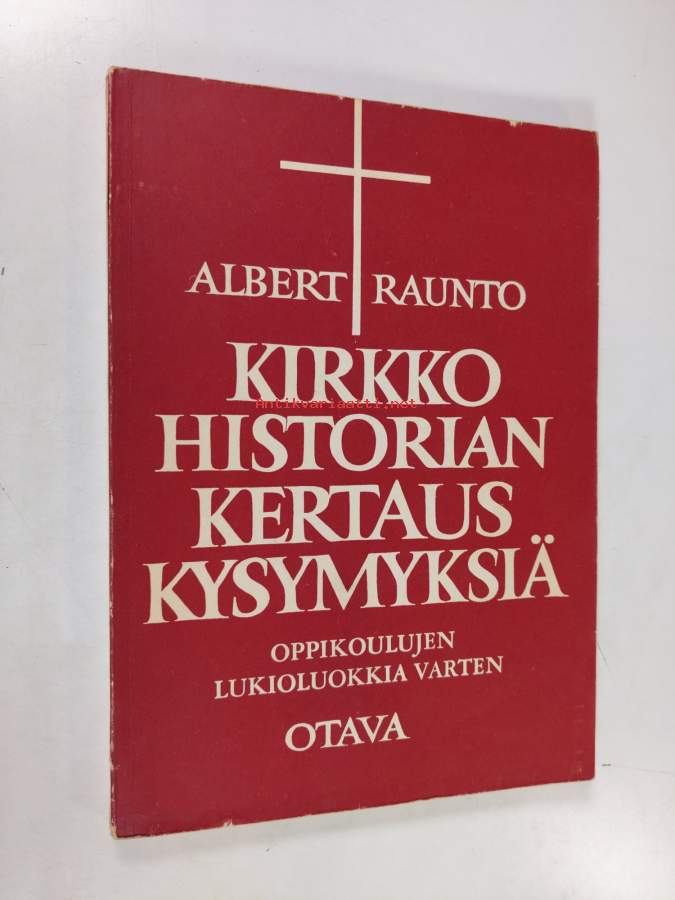 ALBERT RAUNTO
KIRKKO
Antikvariaatti.net
HISTORIAN
KERTAUS
KYSYMYKSIÄ
OPPIKOULUJEN
LUKIOLUOKKIA VARTEN
OTAVA